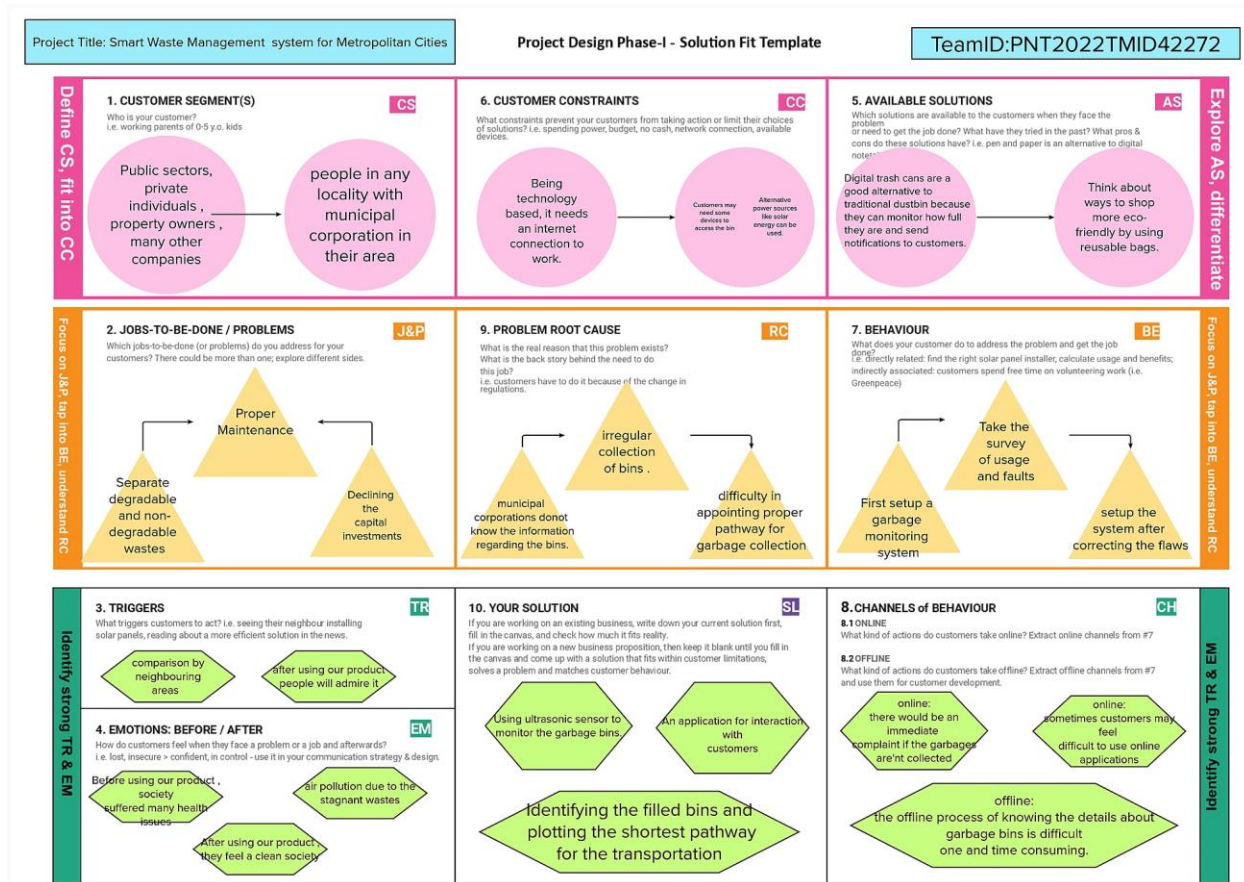 Project Title: Smart Waste Management system for Metropolitan Cities
Project Design Phase-I - Solution Fit Template
TeamID:PNT2022TMID42272
Define CS, fit into CC
1. CUSTOMER SEGMENT(S)
CS
Who is your customer?
i.e. working parents of 0-5 y.o. kids
Public sectors,
private
individuals ,
property owners ,
many other
companies
people in any
locality with
municipal
corporation in
their area
6. CUSTOMER CONSTRAINTS
CC
What constraints prevent your customers from taking action or limit their choices
of solutions? i.e. spending power, budget, no cash, network connection, available
devices.
Being
technology
based, it needs
an internet
connection to
work.
Customers may
need some
devices to
access the bin
Alternative
power sources
like solar
energy can be
used.
5. AVAILABLE SOLUTIONS
AS
Which solutions are available to the customers when they face the
problem
or need to get the job done? What have they tried in the past? What pros &
cons do these solutions have? i.e. pen and paper is an alternative to digital
Digital trash cans are a
good alternative to
traditional dustbin because
they can monitor how full
they are and send
notifications to customers.
Think about
ways to shop
more eco-
friendly by using
reusable bags.
Explore AS, differentiate
Focus on J&P, tap into BE, understand RC
2. JOBS-TO-BE-DONE / PROBLEMS
J&P
Which jobs-to-be-done (or problems) do you address for your
customers? There could be more than one; explore different sides.
Proper
Maintenance
Separate
degradable
and non-
degradable
wastes
Declining
the
capital
investments
9. PROBLEM ROOT CAUSE
RC
What is the real reason that this problem exists?
What is the back story behind the need to do
this job?
i.e. customers have to do it because of the change in
regulations.
irregular
collection
of bins .
municipal
corporations donot
know the information
regarding the bins.
difficulty in
appointing proper
pathway for
garbage collection
7. BEHAVIOUR
BE
What does your customer do to address the problem and get the job
done?
i.e. directly related: find the right solar panel installer, calculate usage and benefits;
indirectly associated: customers spend free time on volunteering work (i.e.
Greenpeace)
Take the
survey
of usage
and faults
First setup a
garbage
monitoring
system
setup the
system after
correcting the flaws
Focus on J&P, tap into BE, understand RC
Identify strong TR & EM
3. TRIGGERS
TR
What triggers customers to act? i.e. seeing their neighbour installing
solar panels, reading about a more efficient solution in the news.
comparison by
neighbouring
areas
after using our product
people will admire it
4. EMOTIONS: BEFORE / AFTER
EM
How do customers feel when they face a problem or a job and afterwards?
i.e. lost, insecure > confident, in control - use it in your communication strategy & design.
Before using our product ,
society
suffered many health
issues
air pollution due to the
stagnant wastes
After using our product ,
they feel a clean society
10. YOUR SOLUTION
SL
If you are working on an existing business, write down your current solution first,
fill in the canvas, and check how much it fits reality.
If you are working on a new business proposition, then keep it blank until you fill in
the canvas and come up with a solution that fits within customer limitations,
solves a problem and matches customer behaviour.
Using ultrasonic sensor to
monitor the garbage bins.
An application for interaction
with
customers
Identifying the filled bins and
plotting the shortest pathway
for the transportation
8.CHANNELS of BEHAVIOUR
CH
8.1 ONLINE
What kind of actions do customers take online? Extract online channels from #7
8.2 OFFLINE
What kind of actions do customers take offline? Extract offline channels from #7
and use them for customer development.
online:
there would be an
immediate
complaint if the garbages
are'nt collected
online:
sometimes customers may
feel
difficult to use online
applications
offline:
the offline process of knowing the details about
garbage bins is difficult
one and time consuming.
Identify strong TR & EM